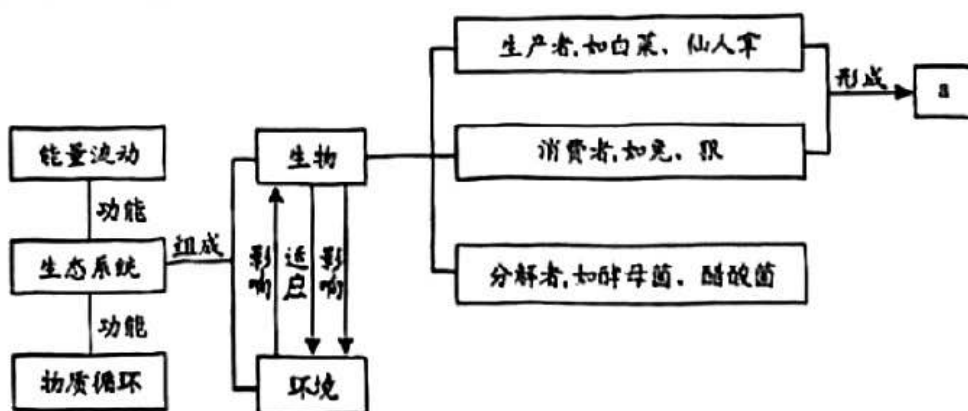 生产者,如白菜、仙人掌
形成
a
能量流动
生物
消费者,如兔、狼
功能
生态系统
组成
影响
适应
影响
分解者,如酵母菌、醋酸菌
功能
物质循环
环境